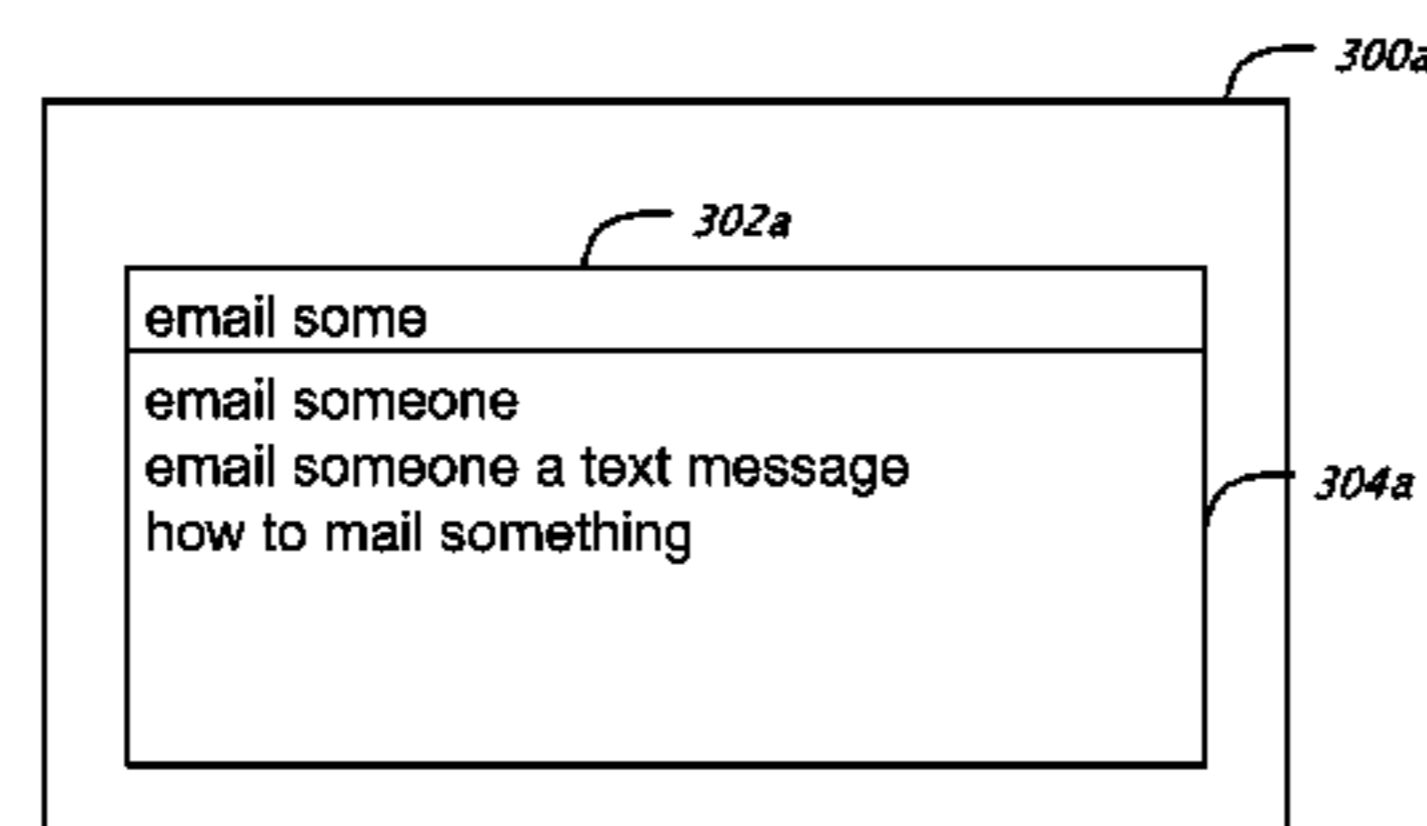 300a
302a
email some
email someone
email someone a text message
304a
how to mail something